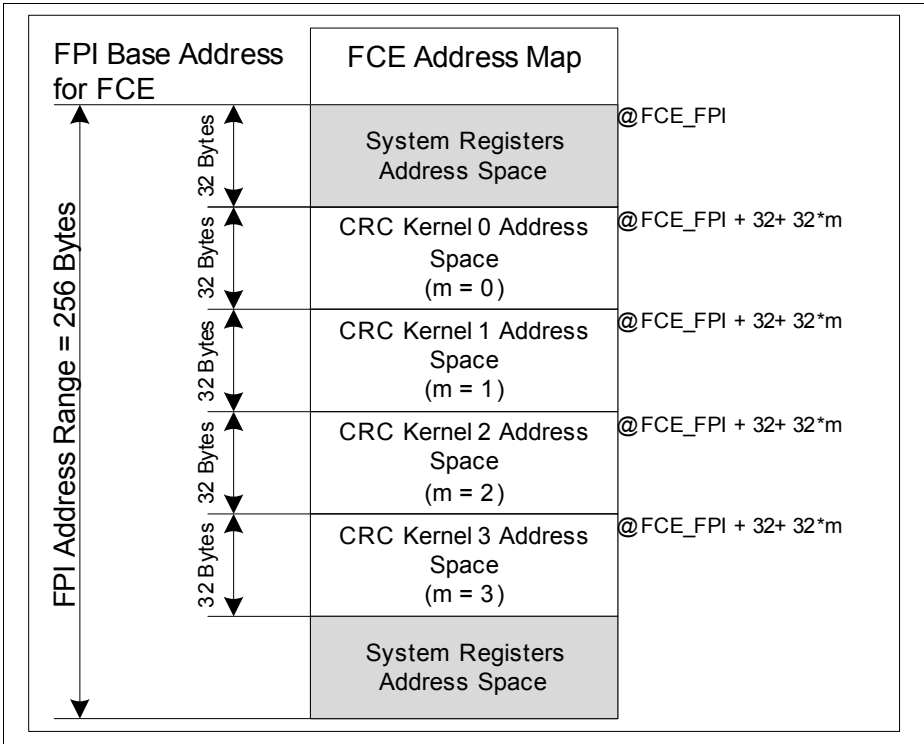 FPI Base Address
for FCE
FCE Address Map
FPI Address Range = 256 Bytes
32 Bytes
System Registers
Address Space
@FCE_FPI
32 Bytes
CRC Kernel 0 Address
Space
(m = 0)
@FCE_FPI + 32+ 32*m
32 Bytes
CRC Kernel 1 Address
Space
(m = 1)
@FCE_FPI + 32+ 32*m
32 Bytes
CRC Kernel 2 Address
Space
(m = 2)
@FCE_FPI + 32+ 32*m
32 Bytes
CRC Kernel 3 Address
Space
(m = 3)
@FCE_FPI + 32+ 32*m
System Registers
Address Space